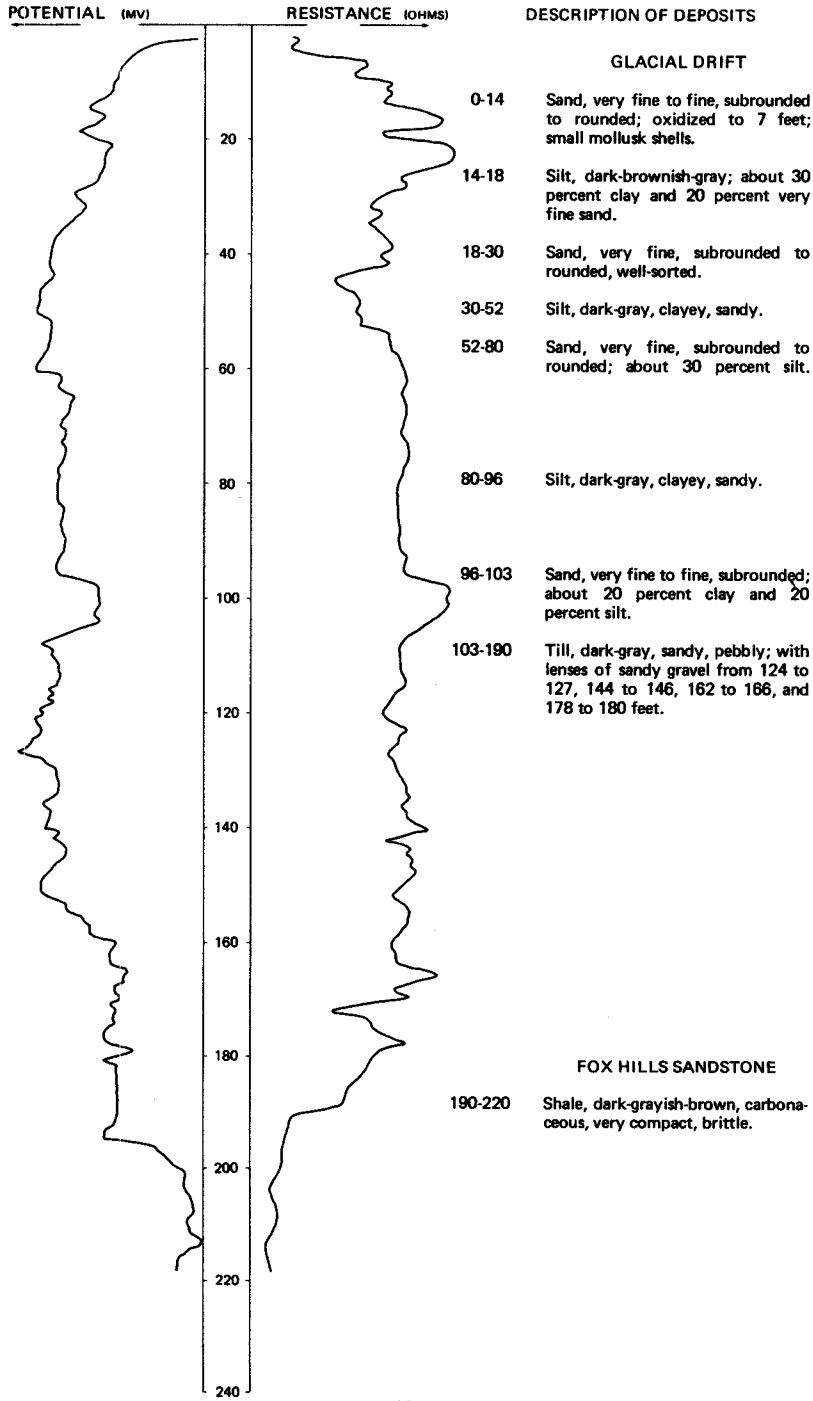 POTENTIAL (MV) RESISTANCE (OHMS) DESCRIPTION OF DEPOSITS
GLACIAL DRIFT
0-14 Sand, very fine to fine, subrounded
to rounded; oxidized to 7 feet;
small mollusk shells.
14-18 Silt, dark-brownish-gray; about 30
percent clay and 20 percent very
fine sand.
18-30 Sand, very fine, subrounded to
rounded, well-sorted.
30-52 Silt, dark-gray, clayey, sandy.
52-80 Sand, very fine, subrounded to
rounded; about 30 percent silt.
80-96 Silt, dark-gray, clayey, sandy.
96-103 Sand, very fine to fine, subrounded;
about 20 percent clay and 20
percent silt.
103-190 Till, dark-gray, sandy, pebbly; with
lenses of sandy gravel from 124 to
127, 144 to 146, 162 to 166, and
178 to 180 feet.
FOX HILLS SANDSTONE
190-220 Shale, dark-grayish-brown, carbona-
ceous, very compact, brittle.
20
40
60
80
100
120
140
160
180
200
220
240